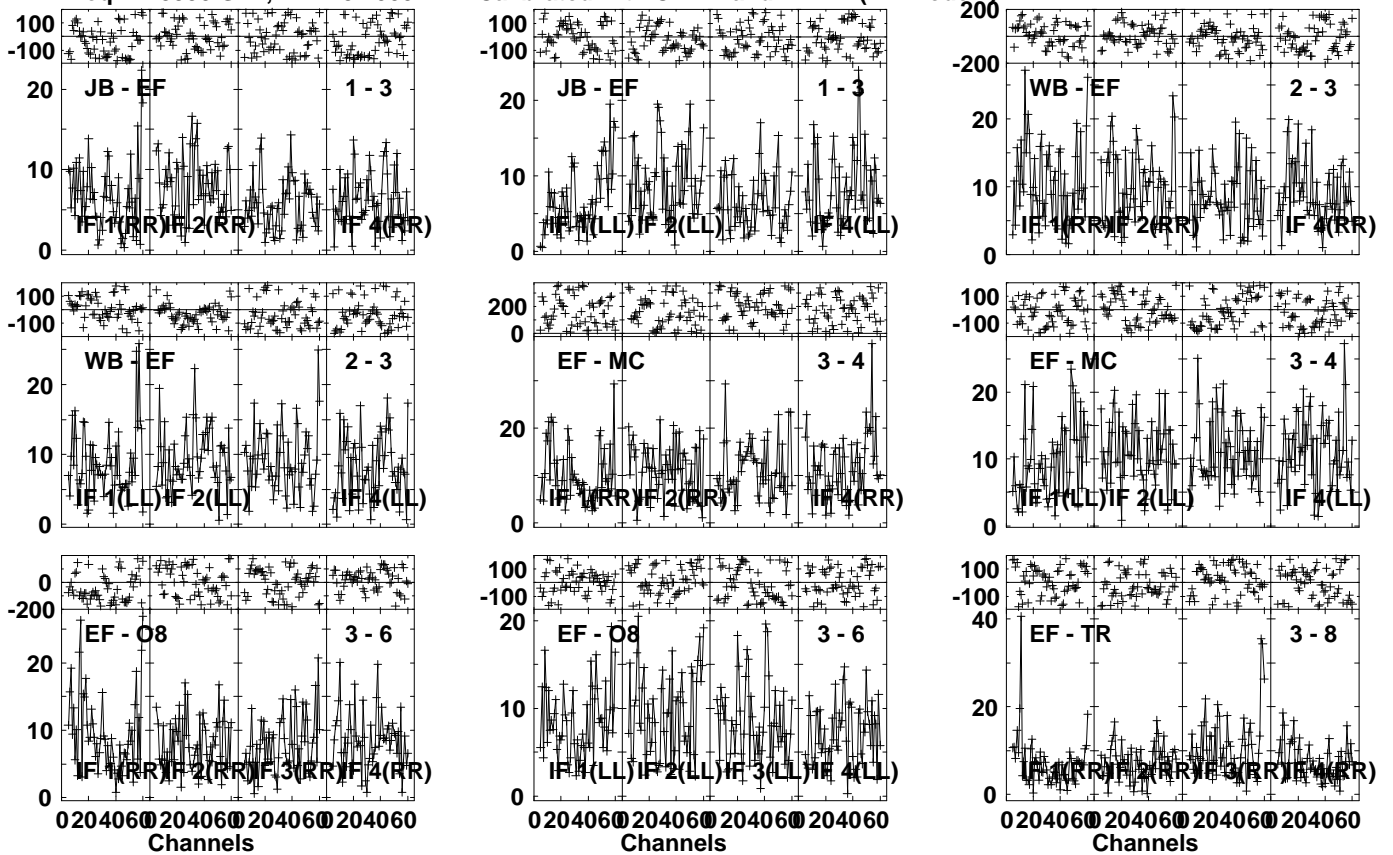 100 100 200
-100 -100 -200
JB - EF 1 - 3 JB - EF 1 - 3 WB - EF 2 - 3
20 20 20
10 10 10
IF 1(RR) IF 2(RR) IF 4(RR) IF 1(LL) IF 2(LL) IF 4(LL) IF 1(RR) IF 2(RR) IF 4(RR)
0 0 0
100 200 100
-100 0 -100
WB - EF 2 - 3 EF - MC 3 - 4 EF - MC 3 - 4
20 20 20
10 10
IF 1(LL) IF 2(LL) IF 4(LL) IF 1(RR) IF 2(RR) IF 4(RR) IF 1(LL) IF 2(LL) IF 4(LL)
0 0 0
0 100 100
-200 -100 -100
EF - O8 3 - 6 EF - O8 3 - 6 EF - TR 3 - 8
20 20 40
10 10 20
IF 1(RR) IF 2(RR) IF 3(RR) IF 4(RR) IF 1(LL) IF 2(LL) IF 3(LL) IF 4(LL) IF 1(RR) IF 2(RR) IF 3(RR) IF 4(RR)
0 0 0
0 20 40 60 0 20 40 60 0 20 40 60 0 20 40 60 0 20 40 60 0 20 40 60 0 20 40 60 0 20 40 60 0 20 40 60 0 20 40 60 0 20 40 60 0 20 40 60
Channels Channels Channels